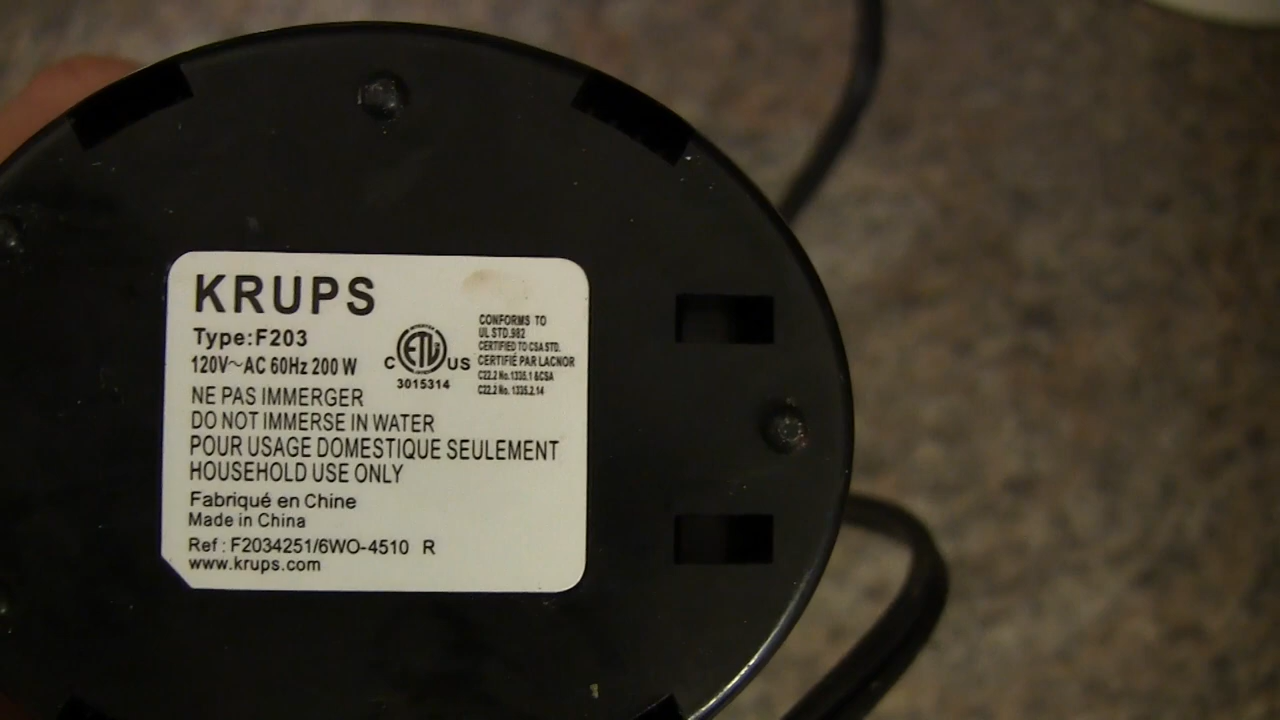 KRUPS
Type:F203
120V~AC 60Hz 200 W
C ETL US
3015314
CONFORMS TO
UL STD.982
CERTIFIED TO CSA STD.
CERTIFIÉ PAR LACNOR
C22.2 No.1335.1 &CSA
C22.2 No. 1335.2.14
NE PAS IMMERGER
DO NOT IMMERSE IN WATER
POUR USAGE DOMESTIQUE SEULEMENT
HOUSEHOLD USE ONLY
Fabriqué en Chine
Made in China
Ref : F2034251/6WO-4510 R
www.krups.com